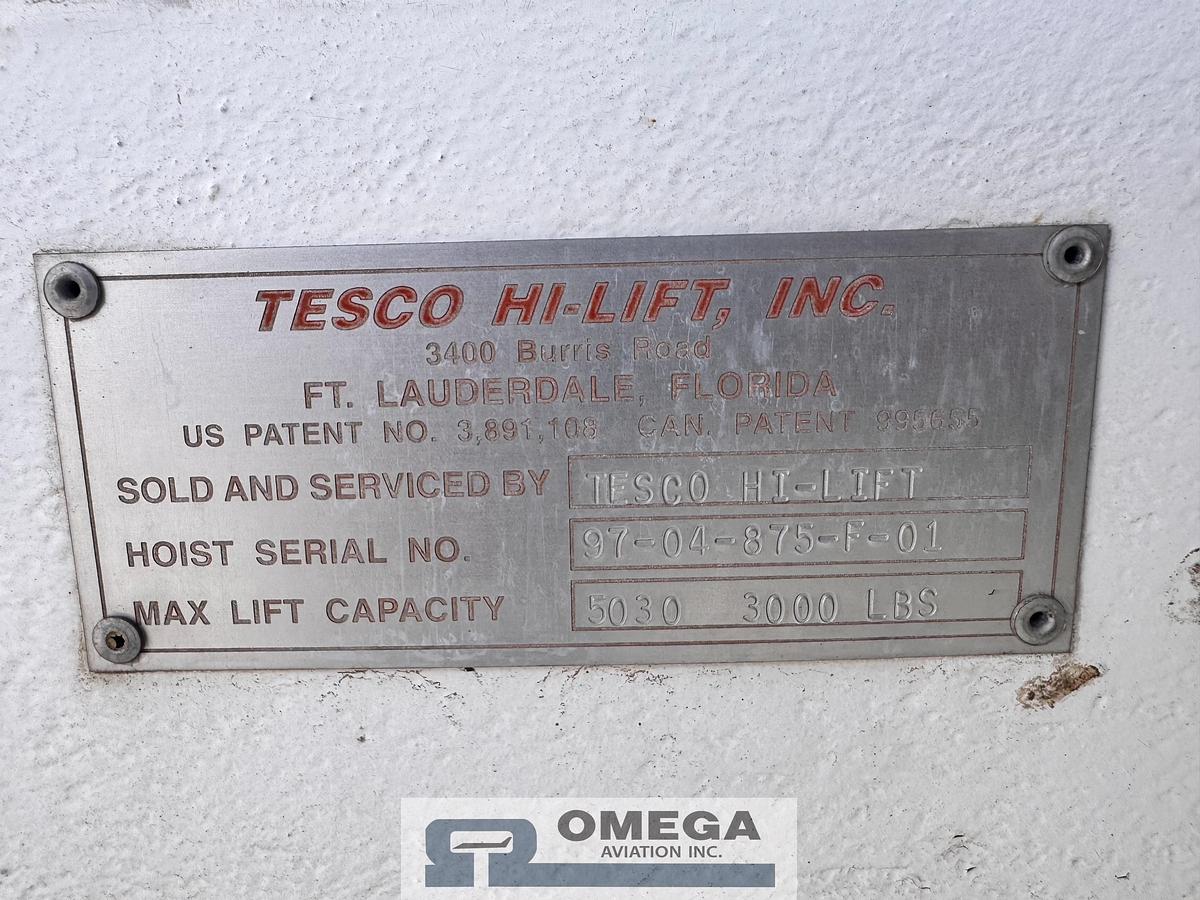 TESCO HI-LIFT, INC.
3400 Burris Road
FT. LAUDERDALE, FLORIDA
US PATENT NO. 3,891,108 CAN. PATENT 995655
SOLD AND SERVICED BY TESCO HI-LIFT
HOIST SERIAL NO. 97-04-875-F-01
MAX LIFT CAPACITY 5030 3000 LBS
OMEGA
AVIATION INC.